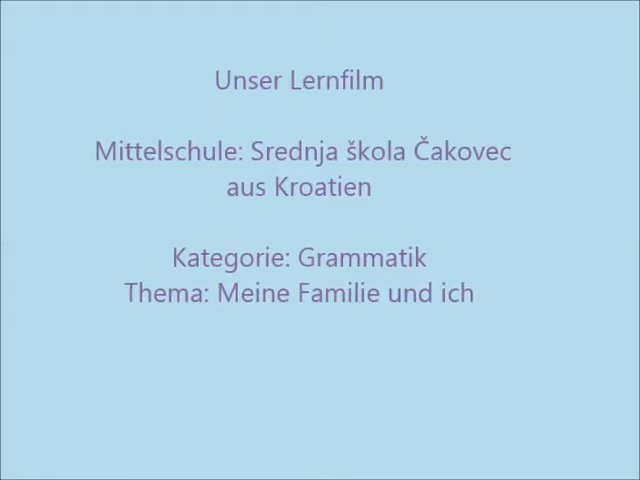 Unser Lernfilm
Mittelschule: Srednja škola Čakovec
aus Kroatien
Kategorie: Grammatik
Thema: Meine Familie und ich